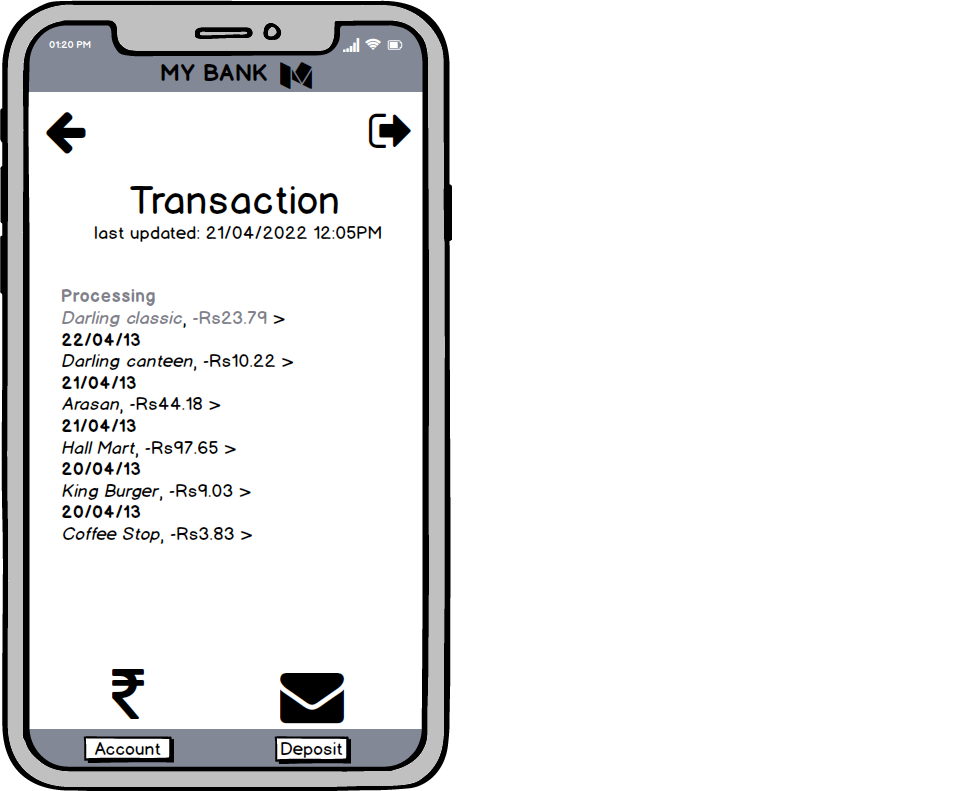 01:20 PM
MY BANK
Transaction
last updated: 21/04/2022 12:05PM
Processing
Darling classic, -Rs23.79 >
22/04/13
Darling canteen, -Rs10.22 >
21/04/13
Arasan, -Rs44.18 >
21/04/13
Hall Mart, -Rs97.65 >
20/04/13
King Burger, -Rs9.03 >
20/04/13
Coffee Stop, -Rs3.83 >
₹
Account
Deposit